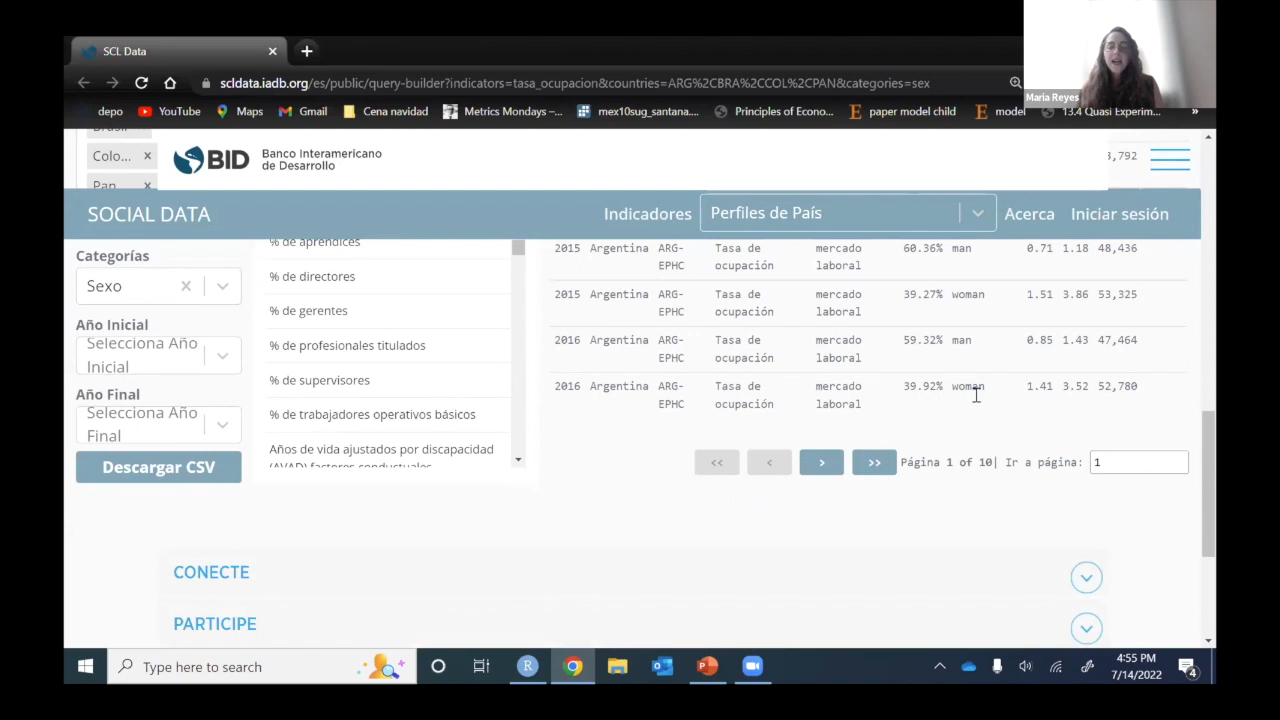 SCL Data
scldata.iadb.org/es/public/query-builder?indicators=tasa_ocupacion&countries=ARG%2CBRA%2CCOL%2CPAN&categories=sex
Maria Reyes
depo YouTube Maps Gmail Cena navidad Metrics Mondays –... mex10sug_santana.... Principles of Econo... paper model child model 13.4 Quasi Experim... »
Brasil
Colo... ×
Pan... ×
BID Banco Interamericano
de Desarrollo
3,792
SOCIAL DATA Indicadores Perfiles de País Acerca Iniciar sesión
Categorías
Sexo
Año Inicial
Selecciona Año
Inicial
Año Final
Selecciona Año
Final
Descargar CSV
% de aprendices
% de directores
% de gerentes
% de profesionales titulados
% de supervisores
% de trabajadores operativos básicos
Años de vida ajustados por discapacidad
(AVAD) factores conductuales
2015 Argentina ARG- Tasa de mercado 60.36% man 0.71 1.18 48,436
EPHC ocupación laboral
2015 Argentina ARG- Tasa de mercado 39.27% woman 1.51 3.86 53,325
EPHC ocupación laboral
2016 Argentina ARG- Tasa de mercado 59.32% man 0.85 1.43 47,464
EPHC ocupación laboral
2016 Argentina ARG- Tasa de mercado 39.92% woman 1.41 3.52 52,780
EPHC ocupación laboral
<< < > >> Página 1 of 10| Ir a página: 1
CONECTE
PARTICIPE
Type here to search
4:55 PM
7/14/2022
4